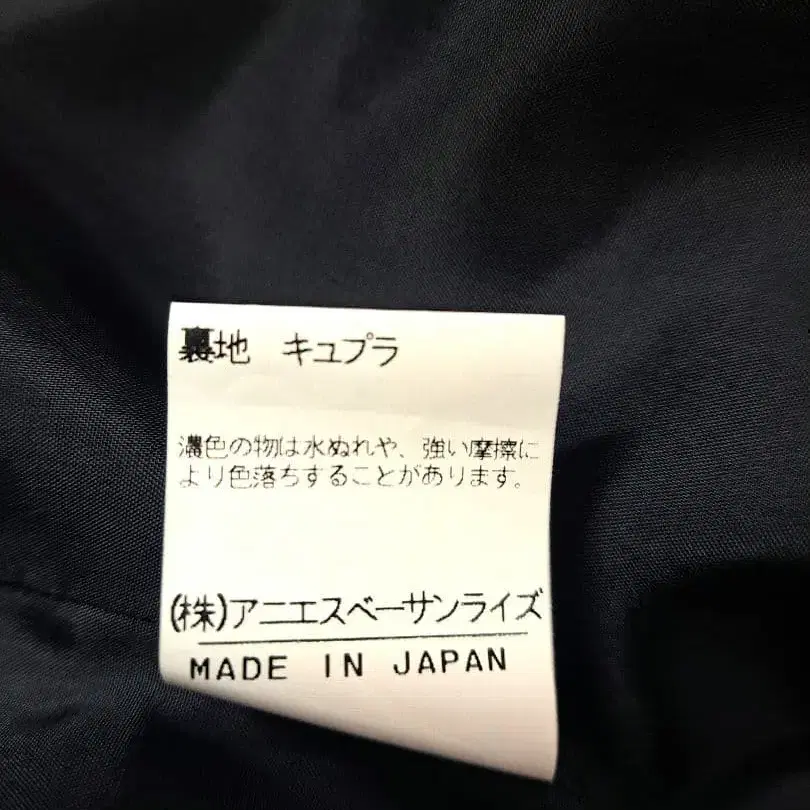 裏地 キュプラ
濃色の物は水ぬれや、強い摩擦に
より色落ちすることがあります。
(株)アニエスベーサンライズ
MADE IN JAPAN